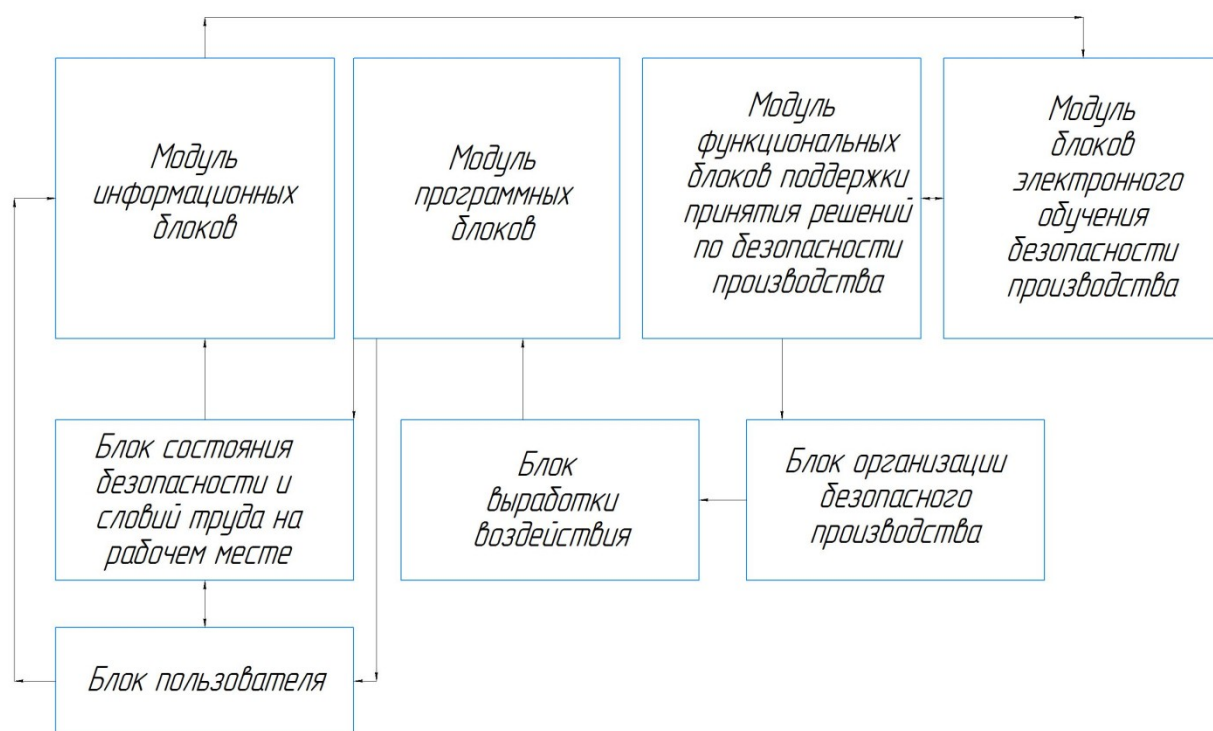 Модуль
информационных
блоков
Модуль
программных
блоков
Модуль
функциональных
блоков поддержки
принятия решений
по безопасности
производства
Модуль
блоков
электронного
обучения
безопасности
производства
Блок состояния
безопасности и
словий труда на
рабочем месте
Блок
выработки
воздействия
Блок организации
безопасного
производства
Блок пользователя